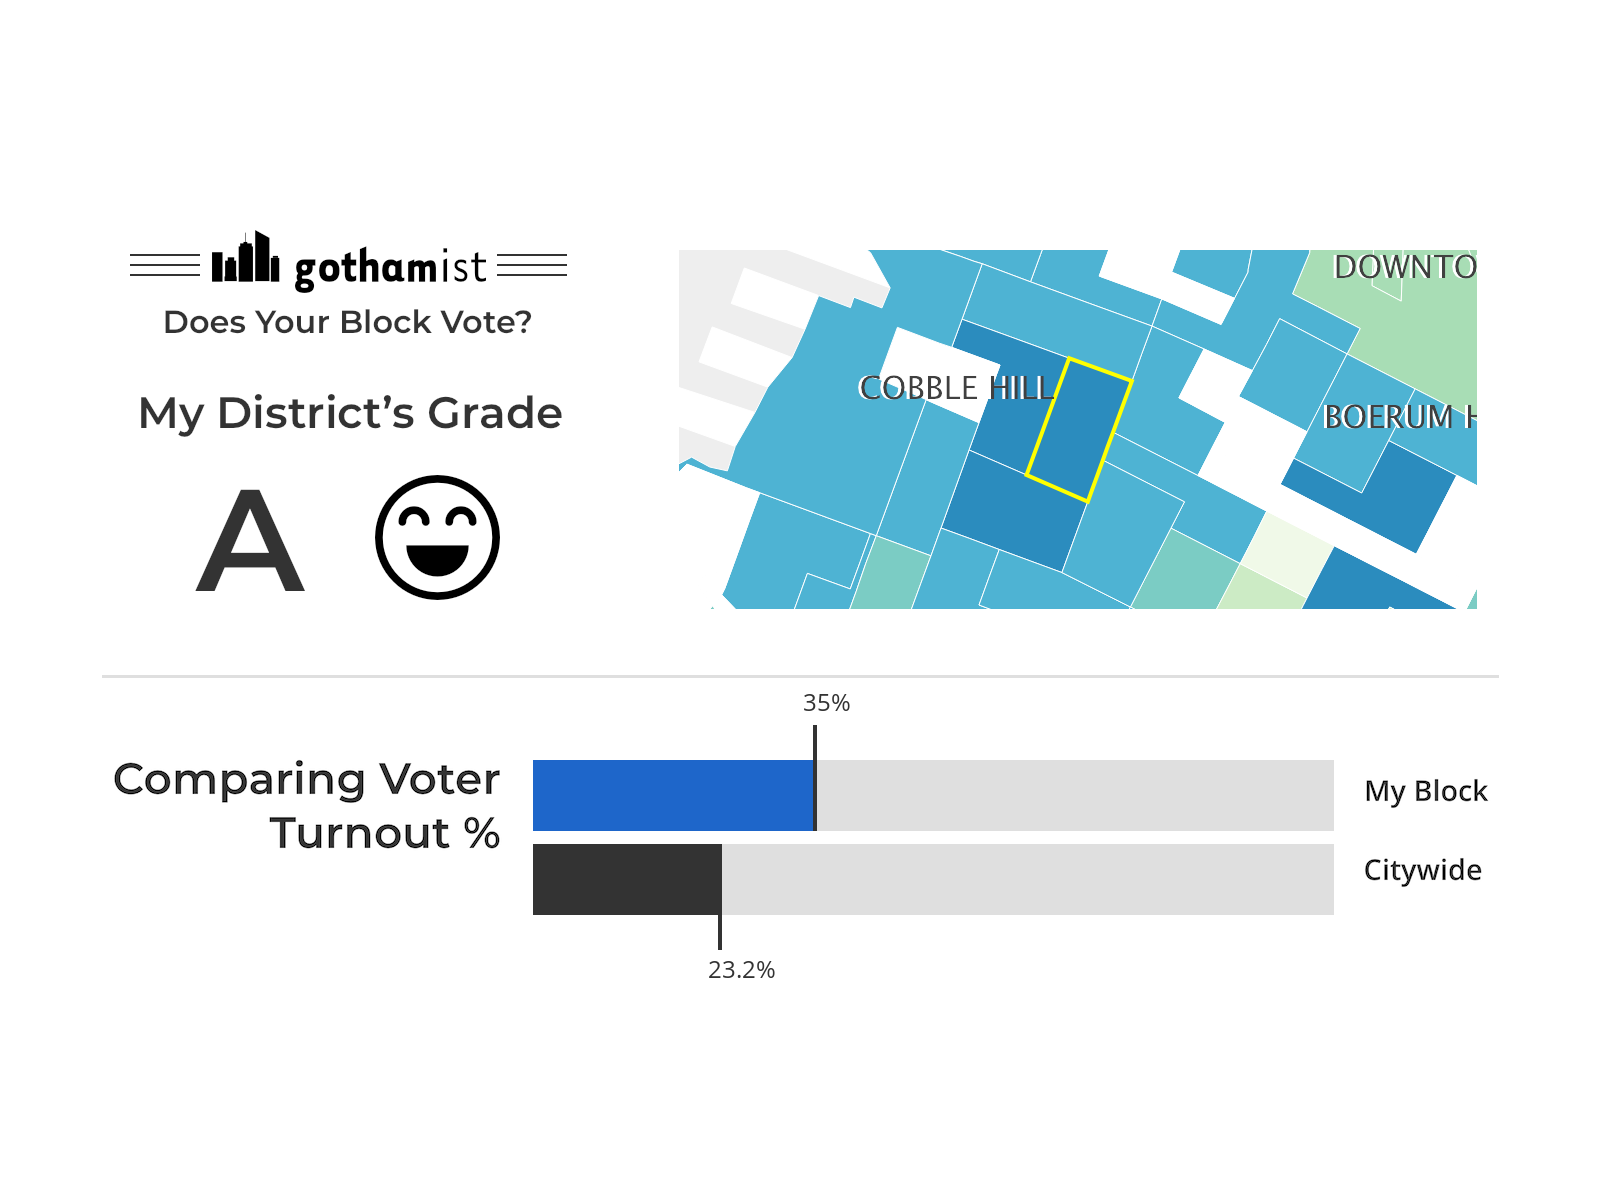 gothamist
Does Your Block Vote?
My District’s Grade
A
DOWNTO
COBBLE HILL
BOERUM H
35%
Comparing Voter
Turnout %
My Block
Citywide
23.2%